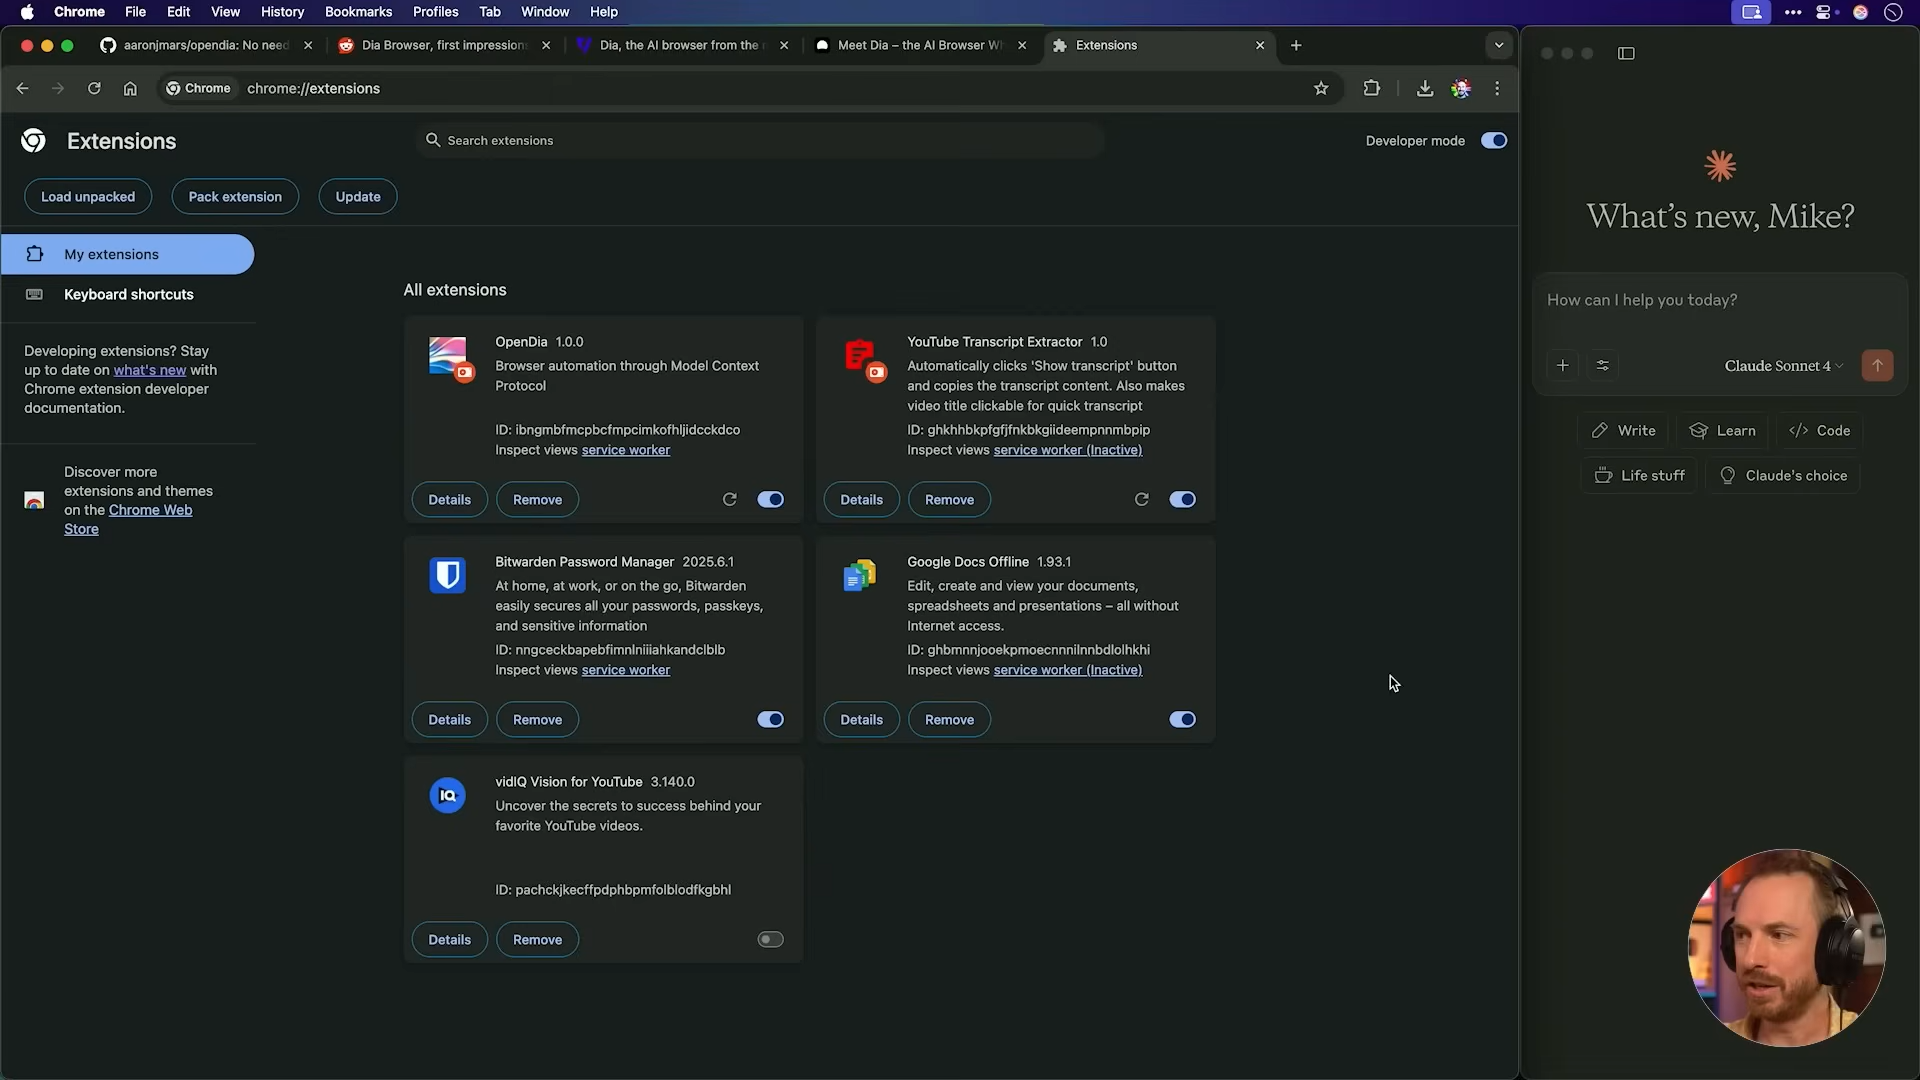 Chrome File Edit View History Bookmarks Profiles Tab Window Help
aaronjmars/opendia: No need
Dia Browser, first impression
Dia, the AI browser from the
Meet Dia – the AI Browser
Extensions
Chrome chrome://extensions
Extensions
Search extensions
Developer mode
Load unpacked
Pack extension
Update
My extensions
Keyboard shortcuts
Developing extensions? Stay
up to date on what's new with
Chrome extension developer
documentation.
Discover more
extensions and themes
on the Chrome Web
Store
All extensions
OpenDia 1.0.0
Browser automation through Model Context
Protocol
ID: ibngmbfmcpbcfmpcimkofhljidcckdco
Inspect views service worker
Details
Remove
YouTube Transcript Extractor 1.0
Automatically clicks 'Show transcript' button
and copies the transcript content. Also makes
video title clickable for quick transcript
ID: ghkhhbkpfgfjfnkbkgiideempnnmbpip
Inspect views service worker (Inactive)
Details
Remove
Bitwarden Password Manager 2025.6.1
At home, at work, or on the go, Bitwarden
easily secures all your passwords, passkeys,
and sensitive information
ID: nngceckbapebfimnlniiiahkandclblb
Inspect views service worker
Details
Remove
Google Docs Offline 1.93.1
Edit, create and view your documents,
spreadsheets and presentations – all without
Internet access.
ID: ghbmnnjooekpmoecnnnilnnbdlolhkhi
Inspect views service worker (Inactive)
Details
Remove
vidIQ Vision for YouTube 3.140.0
Uncover the secrets to success behind your
favorite YouTube videos.
ID: pachckjkecffpdphbpmfolblodfkgbhl
Details
Remove
IQ
What's new, Mike?
How can I help you today?
Claude Sonnet 4
Write
Learn
Code
Life stuff
Claude's choice